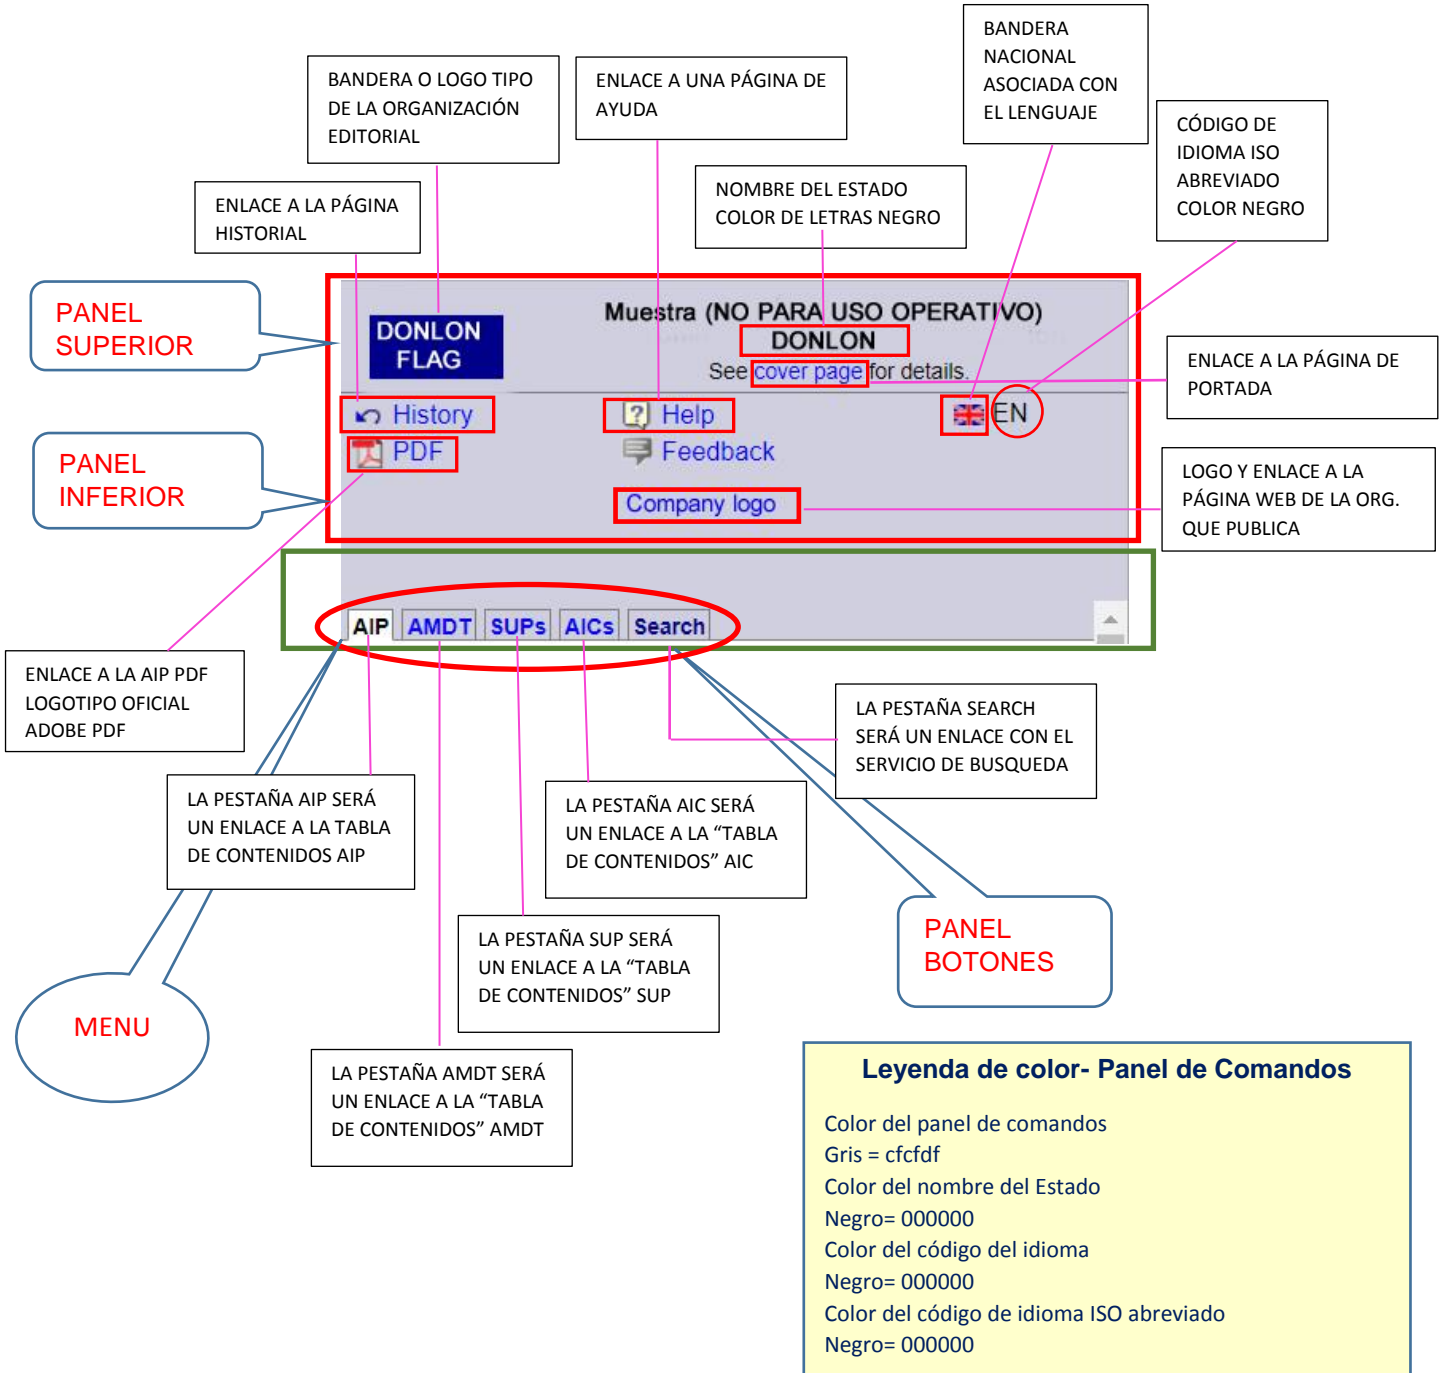 BANDERA
NACIONAL
ASOCIADA CON
EL LENGUAJE
BANDERA O LOGO TIPO
DE LA ORGANIZACIÓN
EDITORIAL
ENLACE A UNA PÁGINA DE
AYUDA
CÓDIGO DE
IDIOMA ISO
ABREVIADO
COLOR NEGRO
ENLACE A LA PÁGINA
HISTORIAL
NOMBRE DEL ESTADO
COLOR DE LETRAS NEGRO
PANEL
SUPERIOR
DONLON
FLAG
Muestra (NO PARA USO OPERATIVO)
DONLON
See cover page for details.
ENLACE A LA PÁGINA DE
PORTADA
History
Help
EN
PDF
Feedback
Company logo
PANEL
INFERIOR
LOGO Y ENLACE A LA
PÁGINA WEB DE LA ORG.
QUE PUBLICA
AIP AMDT SUPs AICs Search
ENLACE A LA AIP PDF
LOGOTIPO OFICIAL
ADOBE PDF
LA PESTAÑA SEARCH
SERÁ UN ENLACE CON EL
SERVICIO DE BUSQUEDA
LA PESTAÑA AIP SERÁ
UN ENLACE A LA TABLA
DE CONTENIDOS AIP
LA PESTAÑA AIC SERÁ
UN ENLACE A LA “TABLA
DE CONTENIDOS” AIC
LA PESTAÑA SUP SERÁ
UN ENLACE A LA “TABLA
DE CONTENIDOS” SUP
PANEL
BOTONES
MENU
LA PESTAÑA AMDT SERÁ
UN ENLACE A LA “TABLA
DE CONTENIDOS” AMDT
Leyenda de color- Panel de Comandos
Color del panel de comandos
Gris = cfcfdf
Color del nombre del Estado
Negro= 000000
Color del código del idioma
Negro= 000000
Color del código de idioma ISO abreviado
Negro= 000000